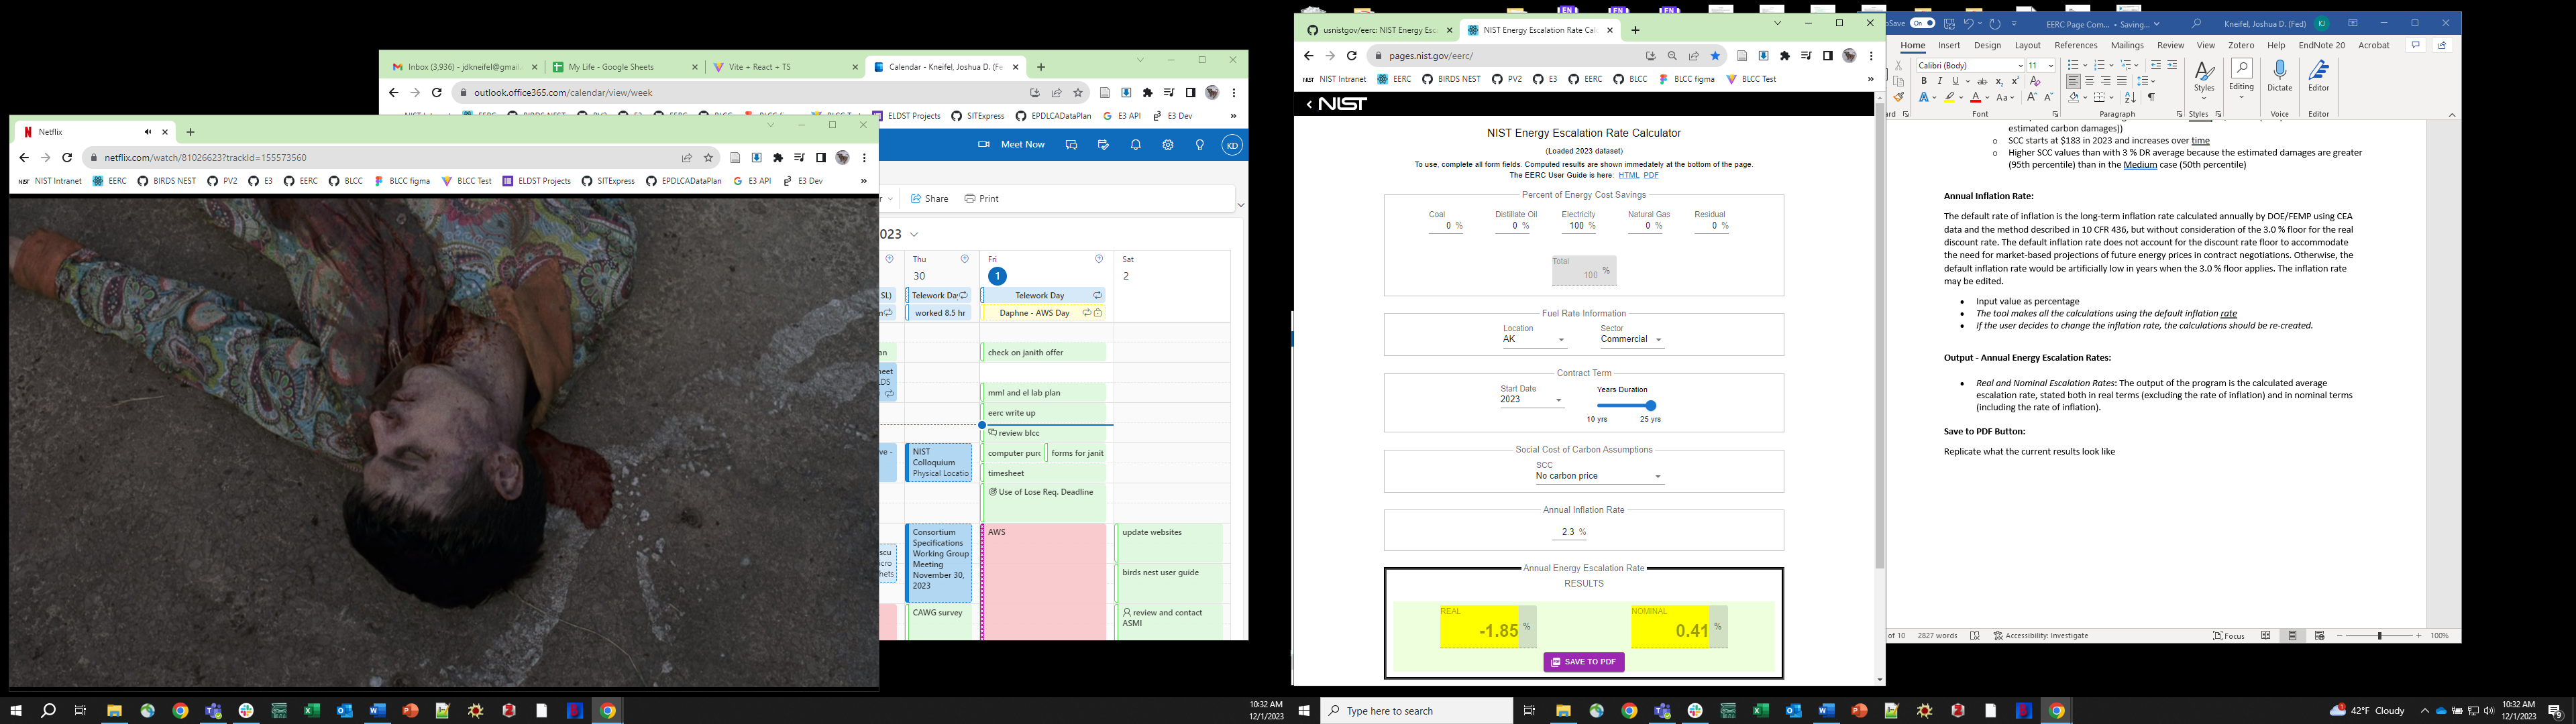 Inbox (3,936) - jdkneifel@gmail.
My Life - Google Sheets
Vite + React + TS
Calendar - Kneifel, Joshua D. (Fe
outlook.office365.com/calendar/view/week
ELDST Projects
SITExpress
EPDLCADataPlan
E3 API
E3 Dev
Meet Now
KD
Share
Print
2023
Thu
30
Fri
1
Sat
2
Telework Day
Telework Day
worked 8.5 hr
Daphne - AWS Day
check on janith offer
mml and el lab plan
eerc write up
review blcc
NIST
Colloquium
Physical Locatio
computer purc
forms for janit
timesheet
Use of Lose Req. Deadline
Consortium
Specifications
Working Group
Meeting
November 30,
2023
AWS
update websites
birds nest user guide
CAWG survey
review and contact
ASMI
Netflix
netflix.com/watch/81026623?trackId=155573560
NIST Intranet
EERC
BIRDS NEST
PV2
E3
EERC
BLCC
BLCC figma
BLCC Test
ELDST Projects
SITExpress
EPDLCADataPlan
E3 API
E3 Dev
usnistgov/eerc: NIST Energy Esc
NIST Energy Escalation Rate Cal
pages.nist.gov/eerc/
NIST Intranet
EERC
BIRDS NEST
PV2
E3
EERC
BLCC
BLCC figma
BLCC Test
NIST
NIST Energy Escalation Rate Calculator
(Loaded 2023 dataset)
To use, complete all form fields. Computed results are shown immediately at the bottom of the page.
The EERC User Guide is here: HTML PDF
Percent of Energy Cost Savings
Coal
0 %
Distillate Oil
0 %
Electricity
100 %
Natural Gas
0 %
Residual
0 %
Total
100 %
Fuel Rate Information
Location
AK
Sector
Commercial
Contract Term
Start Date
2023
Years Duration
10 yrs
25 yrs
Social Cost of Carbon Assumptions
SCC
No carbon price
Annual Inflation Rate
2.3 %
Annual Energy Escalation Rate
RESULTS
REAL
-1.85 %
NOMINAL
0.41 %
SAVE TO PDF
Save
On
EERC Page Com... • Saving...
Kneifel, Joshua D. (Fed)
KJ
Home
Insert
Design
Layout
References
Mailings
Review
View
Zotero
Help
EndNote 20
Acrobat
Calibri (Body)
11
Styles
Editing
Dictate
Editor
Font
Paragraph
Styles
Voice
Editor
estimated carbon damages))
o SCC starts at $183 in 2023 and increases over time
o Higher SCC values than with 3 % DR average because the estimated damages are greater
(95th percentile) than in the Medium case (50th percentile)
Annual Inflation Rate:
The default rate of inflation is the long-term inflation rate calculated annually by DOE/FEMP using CEA
data and the method described in 10 CFR 436, but without consideration of the 3.0 % floor for the real
discount rate. The default inflation rate does not account for the discount rate floor to accommodate
the need for market-based projections of future energy prices in contract negotiations. Otherwise, the
default inflation rate would be artificially low in years when the 3.0 % floor applies. The inflation rate
may be edited.
• Input value as percentage
• The tool makes all the calculations using the default inflation rate
• If the user decides to change the inflation rate, the calculations should be re-created.
Output - Annual Energy Escalation Rates:
• Real and Nominal Escalation Rates: The output of the program is the calculated average
escalation rate, stated both in real terms (excluding the rate of inflation) and in nominal terms
(including the rate of inflation).
Save to PDF Button:
Replicate what the current results look like
of 10
2827 words
Accessibility: Investigate
Focus
100%
10:32 AM
12/1/2023
Type here to search
42°F Cloudy
10:32 AM
12/1/2023